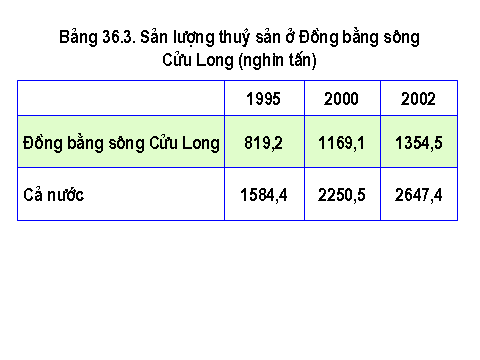 Bảng 36.3. Sản lượng thuỷ sản ở Đồng bằng sông
Cửu Long (nghìn tấn)
1995 2000 2002
Đồng bằng sông Cửu Long 819,2 1169,1 1354,5
Cả nước 1584,4 2250,5 2647,4